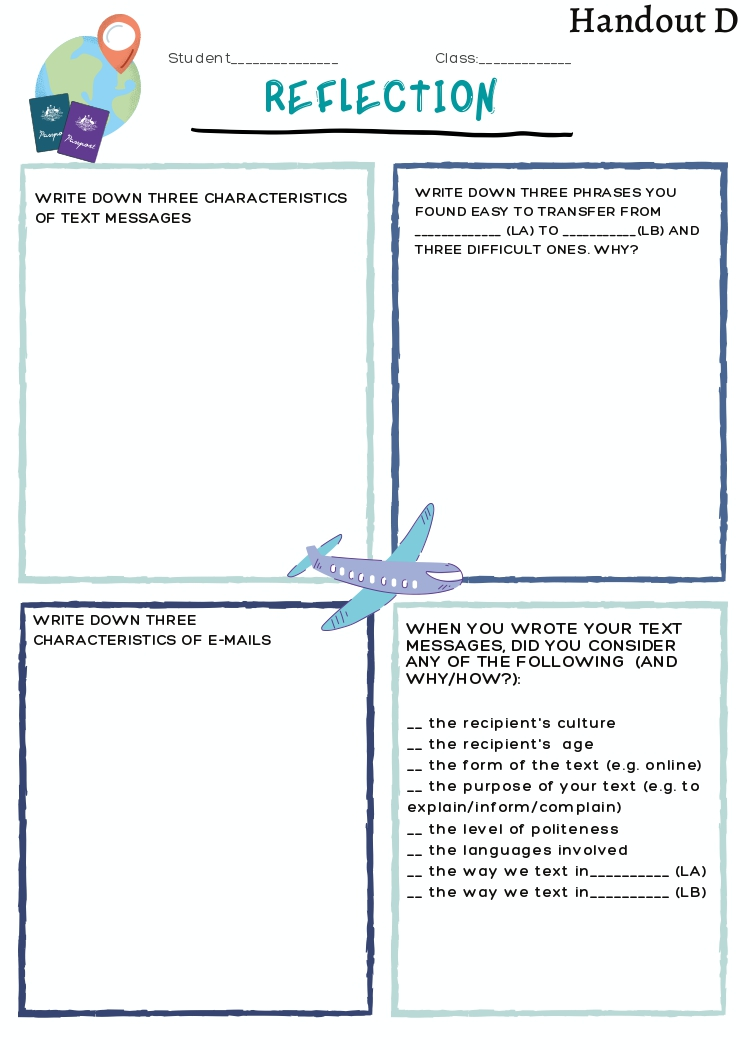 Handout D
Student_______________ Class:_____________
REFLECTION
Passpo
Passport
WRITE DOWN THREE CHARACTERISTICS
OF TEXT MESSAGES
WRITE DOWN THREE PHRASES YOU
FOUND EASY TO TRANSFER FROM
_____________ (LA) TO ___________(LB) AND
THREE DIFFICULT ONES. WHY?
WRITE DOWN THREE
CHARACTERISTICS OF E-MAILS
WHEN YOU WROTE YOUR TEXT
MESSAGES, DID YOU CONSIDER
ANY OF THE FOLLOWING (AND
WHY/HOW?):
__ the recipient's culture
__ the recipient's age
__ the form of the text (e.g. online)
__ the purpose of your text (e.g. to
explain/inform/complain)
__ the level of politeness
__ the languages involved
__ the way we text in__________ (LA)
__ the way we text in__________ (LB)